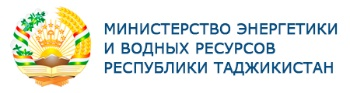 МИНИСТЕРСТВО ЭНЕРГЕТИКИ
И ВОДНЫХ РЕСУРСОВ
РЕСПУБЛИКИ ТАДЖИКИСТАН